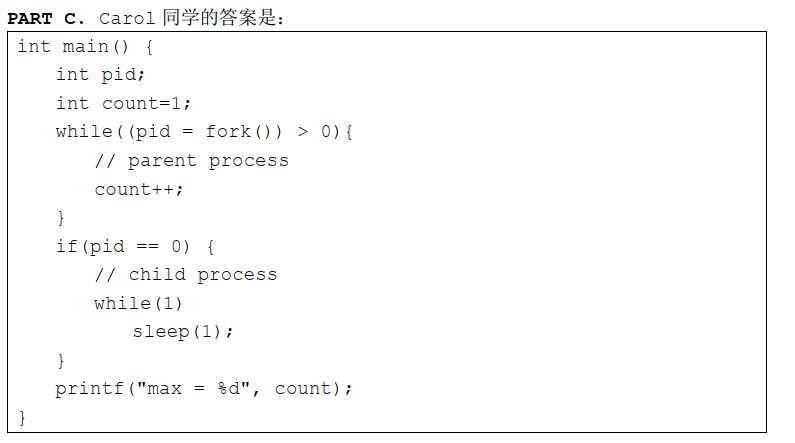 PART C. Carol 同学的答案是：
int main() {
int pid;
int count=1;
while((pid = fork()) > 0){
// parent process
count++;
}
if(pid == 0) {
// child process
while(1)
sleep(1);
}
printf("max = %d", count);
}